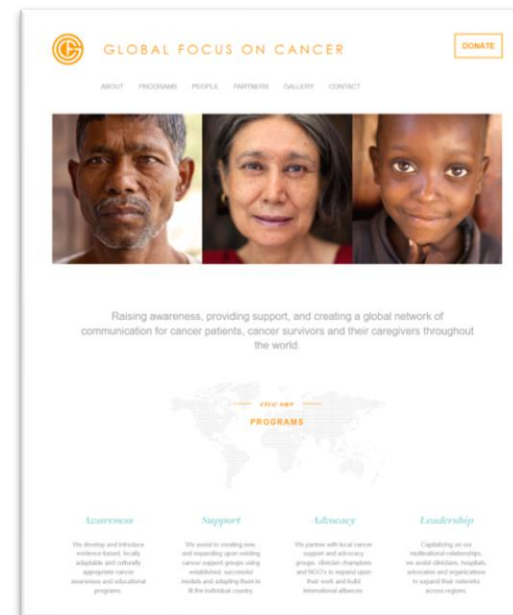 GLOBAL FOCUS ON CANCER
DONATE
ABOUT PROGRAMS PEOPLE PARTNERS GALLERY CONTACT
Raising awareness, providing support, and creating a global network of
communication for cancer patients, cancer survivors and their caregivers throughout
the world.
view our
PROGRAMS
Awareness
We develop and introduce
evidence-based, locally
adaptable and culturally
appropriate cancer
awareness and educational
programs.
Support
We assist in creating new
and expanding upon existing
cancer support groups using
established, successful
models and adapting them to
fit the individual country.
Advocacy
We partner with local cancer
support and advocacy
groups, clinician champions
and NGO's to expand upon
their work and build
international alliances.
Leadership
Capitalizing on our
multinational relationships,
we assist clinicians, hospitals,
advocates and organizations
to expand their networks
across regions.